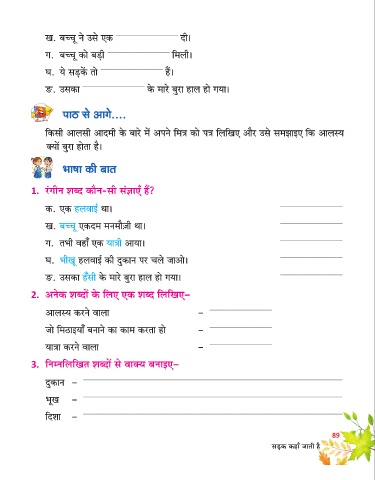 ख. बच्चू ने उसे एक ____________ दी।
ग. बच्चू को बड़ी ____________ मिली।
घ. ये सड़कें तो ____________ हैं।
ङ. उसका ____________ के मारे बुरा हाल हो गया।
पाठ से आगे....
किसी आलसी आदमी के बारे में अपने मित्र को पत्र लिखिए और उसे समझाइए कि आलस्य
क्यों बुरा होता है।
भाषा की बात
1. रंगीन शब्द कौन-सी संज्ञाएँ हैं?
क. एक हलवाई था। ____________
ख. बच्चू एकदम मनमौज़ी था। ____________
ग. तभी वहाँ एक यात्री आया। ____________
घ. भीखू हलवाई की दुकान पर चले जाओ। ____________
ङ. उसका हँसी के मारे बुरा हाल हो गया। ____________
2. अनेक शब्दों के लिए एक शब्द लिखिए–
आलस्य करने वाला – ____________
जो मिठाइयाँ बनाने का काम करता हो – ____________
यात्रा करने वाला – ____________
3. निम्नलिखित शब्दों से वाक्य बनाइए–
दुकान – ____________
भूख – ____________
दिशा – ____________
89
सड़क कहाँ जाती है